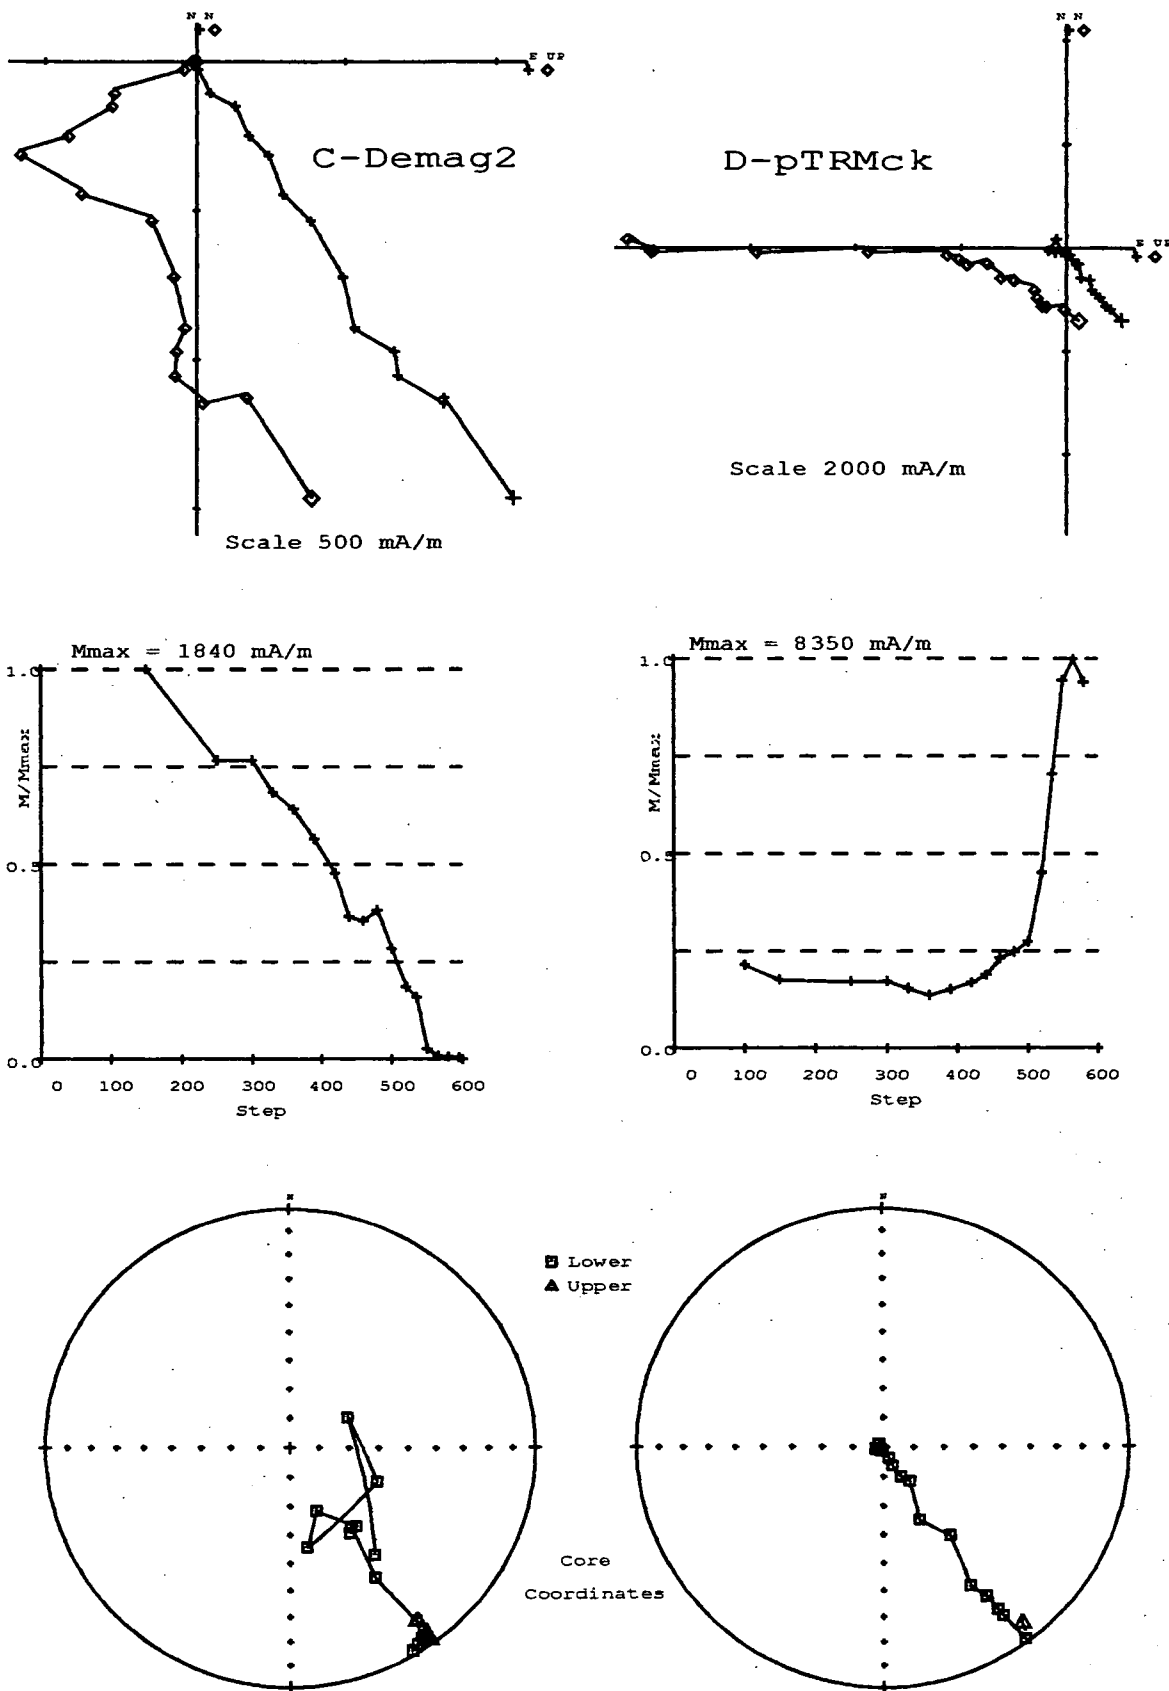 N N
N N
E UP
E UP
C-Demag2
D-pTRMck
Scale 2000 mA/m
Scale 500 mA/m
Mmax = 1840 mA/m
Mmax = 8350 mA/m
1.0
1.0
M/Mmax
M/Mmax
0.5
0.5
0.0
0.0
0 100 200 300 400 500 600
0 100 200 300 400 500 600
Step
Step
N
N
Lower
Upper
Core
Coordinates